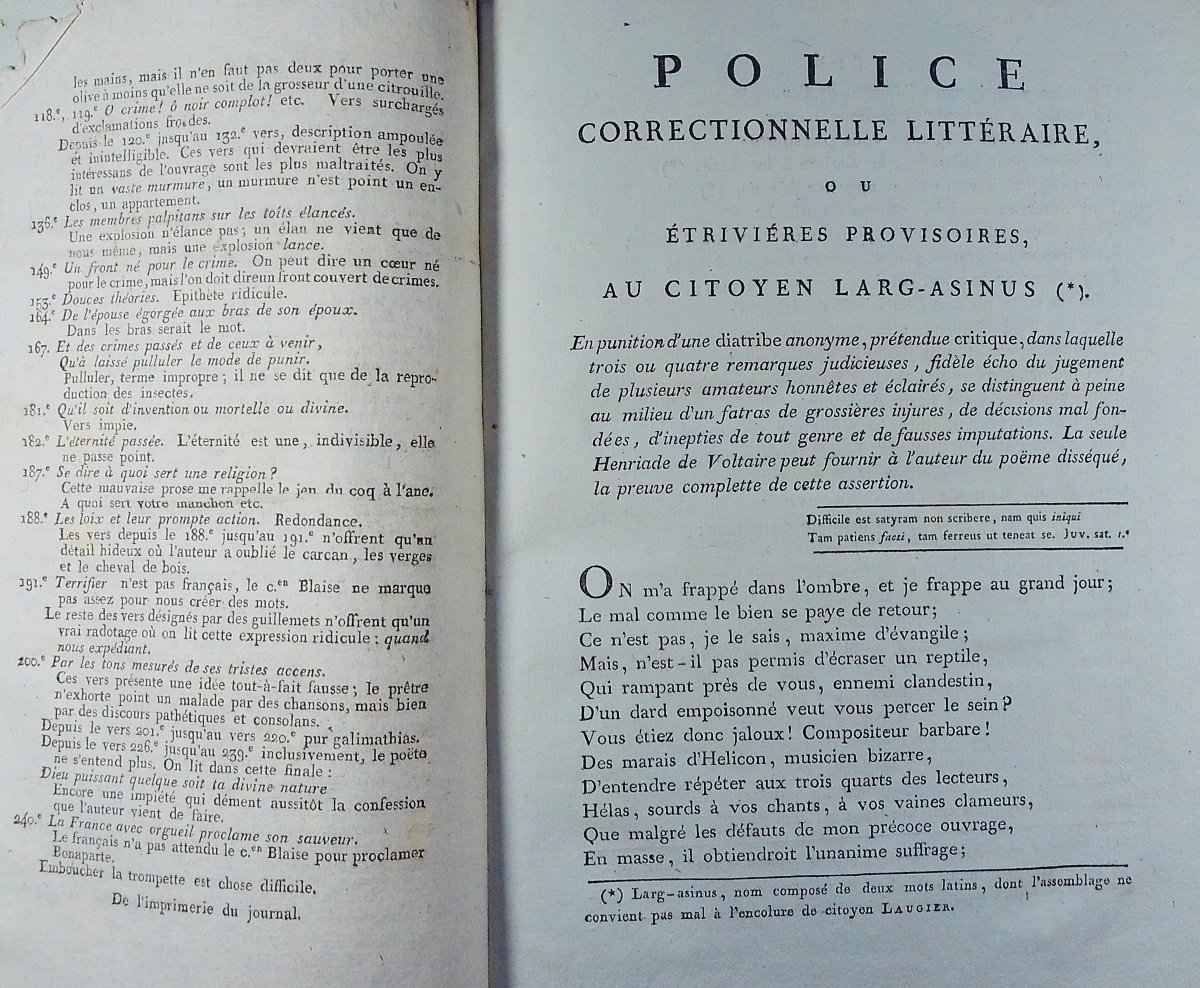 les mains, mais il n'en faut pas deux pour porter une
olive à moins qu'elle ne soit de la grosseur d'une citrouille.
118.e, 119.e O crime! ô noir complot! etc. Vers surchargés
d'exclamations froides.
Depuis le 120.e jusqu'au 132.e vers, description ampoulée
et inintelligible. Ces vers qui devraient être les plus
intéressans de l'ouvrage sont les plus maltraités. On y
lit un vaste murmure, un murmure n'est point un en-
clos, un appartement.
136.e Les membres palpitans sur les toîts élancés.
Une explosion n'élance pas; un élan ne vient que de
nous même, mais une explosion lance.
149.e Un front né pour le crime. On peut dire un cœur né
pour le crime, mais l'on doit dire un front couvert de crimes.
153.e Douces théories. Epithète ridicule.
164.e De l'épouse égorgée aux bras de son époux.
Dans les bras serait le mot.
167. Et des crimes passés et de ceux à venir,
Qu'à laissé pulluler le mode de punir.
Pulluler, terme impropre; il ne se dit que de la repro-
duction des insectes.
181.e Qu'il soit d'invention ou mortelle ou divine.
Vers impie.
182.e L'éternité passée. L'éternité est une, indivisible, elle
ne passe point.
187.e Se dire à quoi sert une religion?
Cette mauvaise prose me rappelle le jeu du coq à l'ane.
A quoi sert votre manchon etc.
188.e Les loix et leur prompte action. Redondance.
Les vers depuis le 188.e jusqu'au 191.e n'offrent qu'un
détail hideux où l'auteur a oublié le carcan, les verges
et le cheval de bois.
191.e Terrifier n'est pas français, le c.en Blaise ne marque
pas assez pour nous créer des mots.
Le reste des vers désignés par des guillemets n'offrent qu'un
vrai radotage où on lit cette expression ridicule: quand
nous expédiant.
200.e Par les tons mesurés de ses tristes accens.
Ces vers présente une idée tout-à-fait fausse; le prêtre
n'exhorte point un malade par des chansons, mais bien
par des discours pathétiques et consolans.
Depuis le vers 201.e jusqu'au vers 220.e pur galimathias.
Depuis le vers 226.e jusqu'au 239.e inclusivement, le poëte
ne s'entend plus. On lit dans cette finale:
Dieu puissant quelque soit ta divine nature
Encore une impiété qui dément aussitôt la confession
que l'auteur vient de faire.
240.e La France avec orgueil proclame son sauveur.
Le français n'a pas attendu le c.en Blaise pour proclamer
Bonaparte.
Emboucher la trompette est chose difficile.
De l'imprimerie du journal.
POLICE
CORRECTIONNELLE LITTÉRAIRE,
OU
ÉTRIVIÉRES PROVISOIRES,
AU CITOYEN LARG-ASINUS (*).
En punition d'une diatribe anonyme, prétendue critique, dans laquelle
trois ou quatre remarques judicieuses, fidèle écho du jugement
de plusieurs amateurs honnêtes et éclairés, se distinguent à peine
au milieu d'un fatras de grossières injures, de décisions mal fon-
dées, d'inepties de tout genre et de fausses imputations. La seule
Henriade de Voltaire peut fournir à l'auteur du poëme disséqué,
la preuve complette de cette assertion.
Difficile est satyram non scribere, nam quis iniqui
Tam patiens facti, tam ferreus ut teneat se. Juv. sat. 1.e
ON m'a frappé dans l'ombre, et je frappe au grand jour;
Le mal comme le bien se paye de retour;
Ce n'est pas, je le sais, maxime d'évangile;
Mais, n'est-il pas permis d'écraser un reptile,
Qui rampant près de vous, ennemi clandestin,
D'un dard empoisonné veut vous percer le sein?
Vous étiez donc jaloux! Compositeur barbare!
Des marais d'Helicon, musicien bizarre,
D'entendre répéter aux trois quarts des lecteurs,
Hélas, sourds à vos chants, à vos vaines clameurs,
Que malgré les défauts de mon précoce ouvrage,
En masse, il obtiendroit l'unanime suffrage;
(*) Larg-asinus, nom composé de deux mots latins, dont l'assemblage ne
convient pas mal à l'encolure de citoyen LAUGIER.